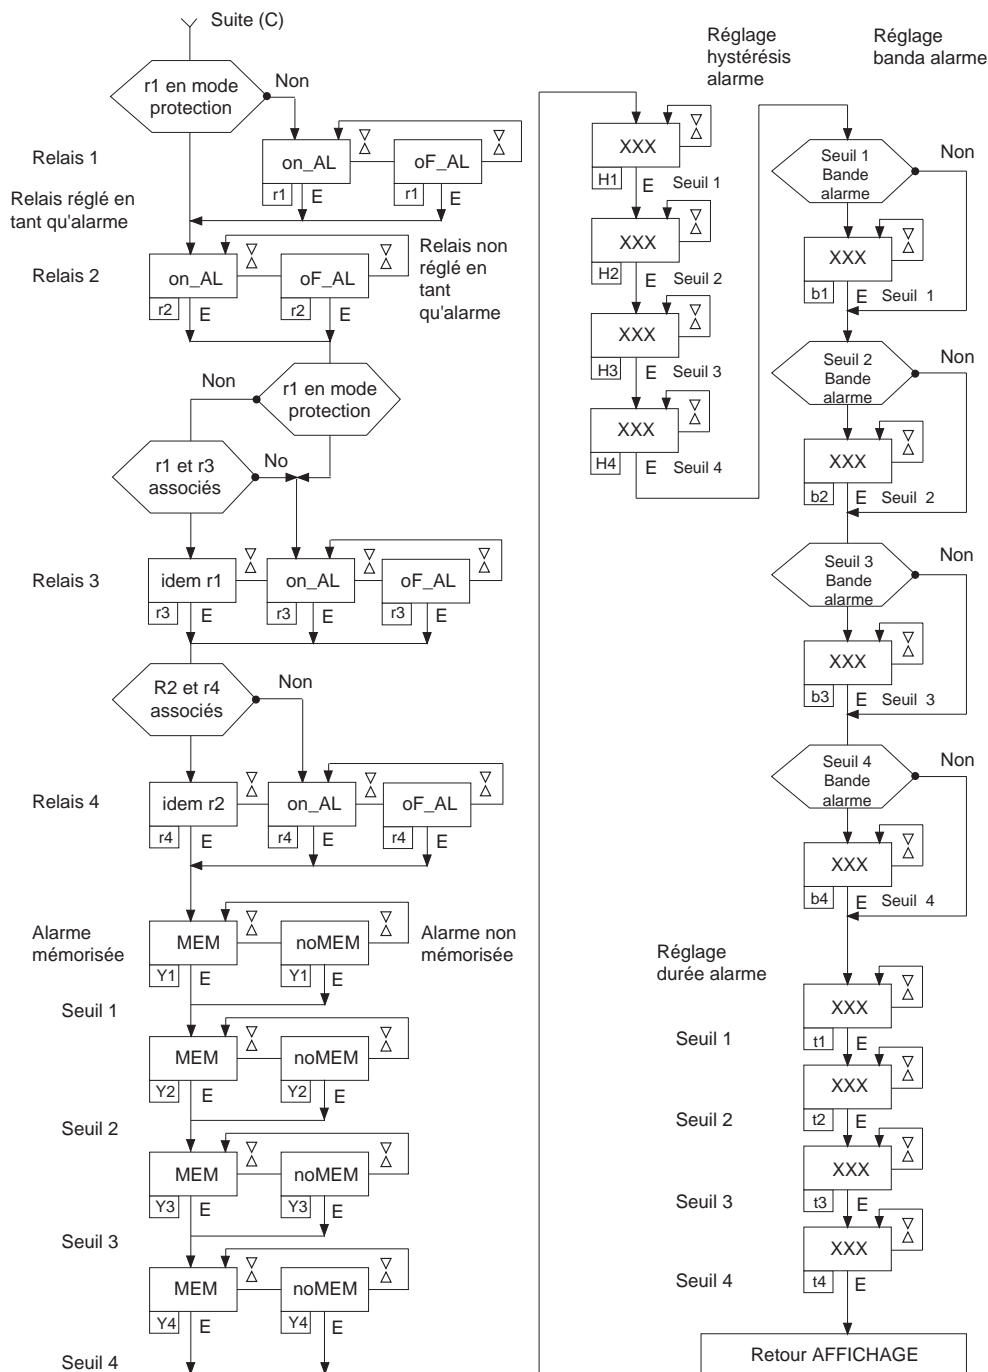 Suite (C)
r1 en mode
protection
Non
Relais 1
on_AL
oF_AL
r1
E
r1
E
Relais réglé en
tant qu'alarme
Relais 2
on_AL
oF_AL
Relais non
réglé en
tant
qu'alarme
r2
E
r2
E
Non
r1 en mode
protection
r1 et r3
associés
No
Relais 3
idem r1
on_AL
oF_AL
r3
E
r3
E
r3
E
R2 et r4
associés
Non
Relais 4
idem r2
on_AL
oF_AL
r4
E
r4
E
r4
E
Alarme
mémorisée
MEM
noMEM
Alarme non
mémorisée
Y1
E
Y1
E
Seuil 1
MEM
noMEM
Y2
E
Y2
E
Seuil 2
MEM
noMEM
Y3
E
Y3
E
Seuil 3
MEM
noMEM
Y4
E
Y4
E
Seuil 4
Réglage
hystérésis
alarme
XXX
H1
E
Seuil 1
XXX
H2
E
Seuil 2
XXX
H3
E
Seuil 3
XXX
H4
E
Seuil 4
Réglage
banda alarme
Seuil 1
Bande
alarme
Non
XXX
b1
E
Seuil 1
Seuil 2
Bande
alarme
Non
XXX
b2
E
Seuil 2
Seuil 3
Bande
alarme
Non
XXX
b3
E
Seuil 3
Seuil 4
Bande
alarme
Non
XXX
b4
E
Seuil 4
Réglage
durée alarme
XXX
Seuil 1
t1
E
XXX
Seuil 2
t2
E
XXX
Seuil 3
t3
E
XXX
Seuil 4
t4
E
Retour AFFICHAGE